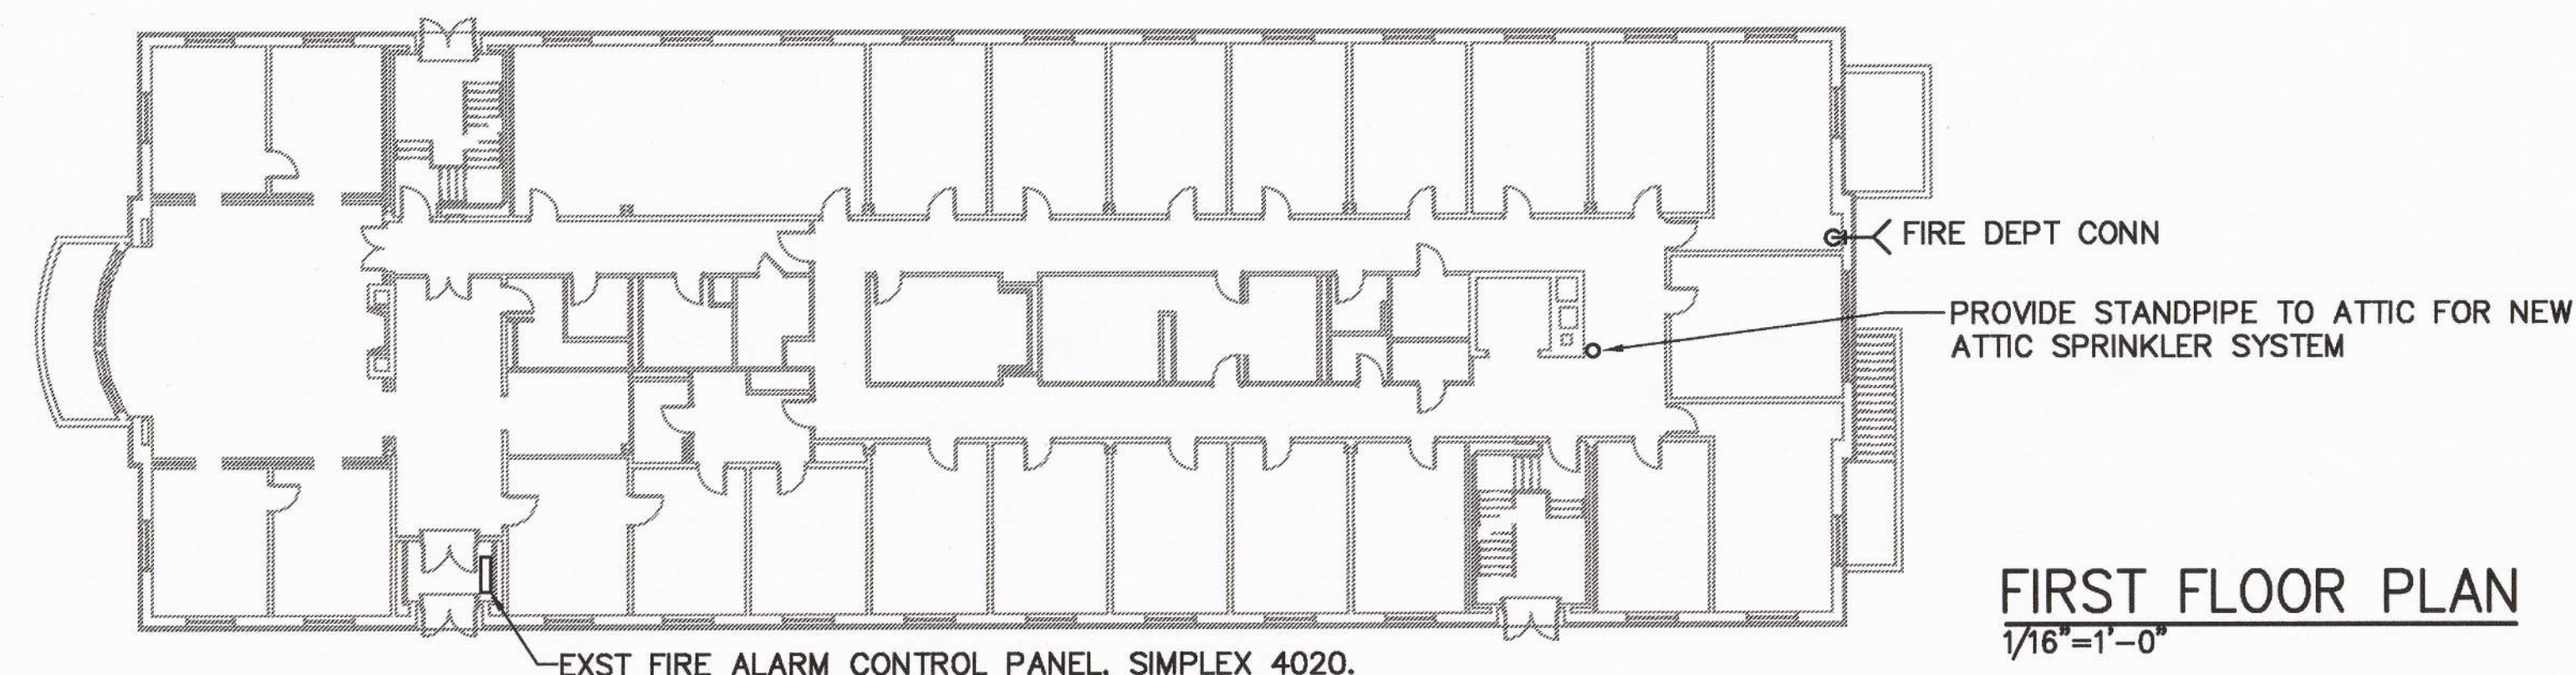 FIRE DEPT CONN
PROVIDE STANDPIPE TO ATTIC FOR NEW
ATTIC SPRINKLER SYSTEM
FIRST FLOOR PLAN
1/16"=1'-0"
EXST FIRE ALARM CONTROL PANEL, SIMPLEX 4020.